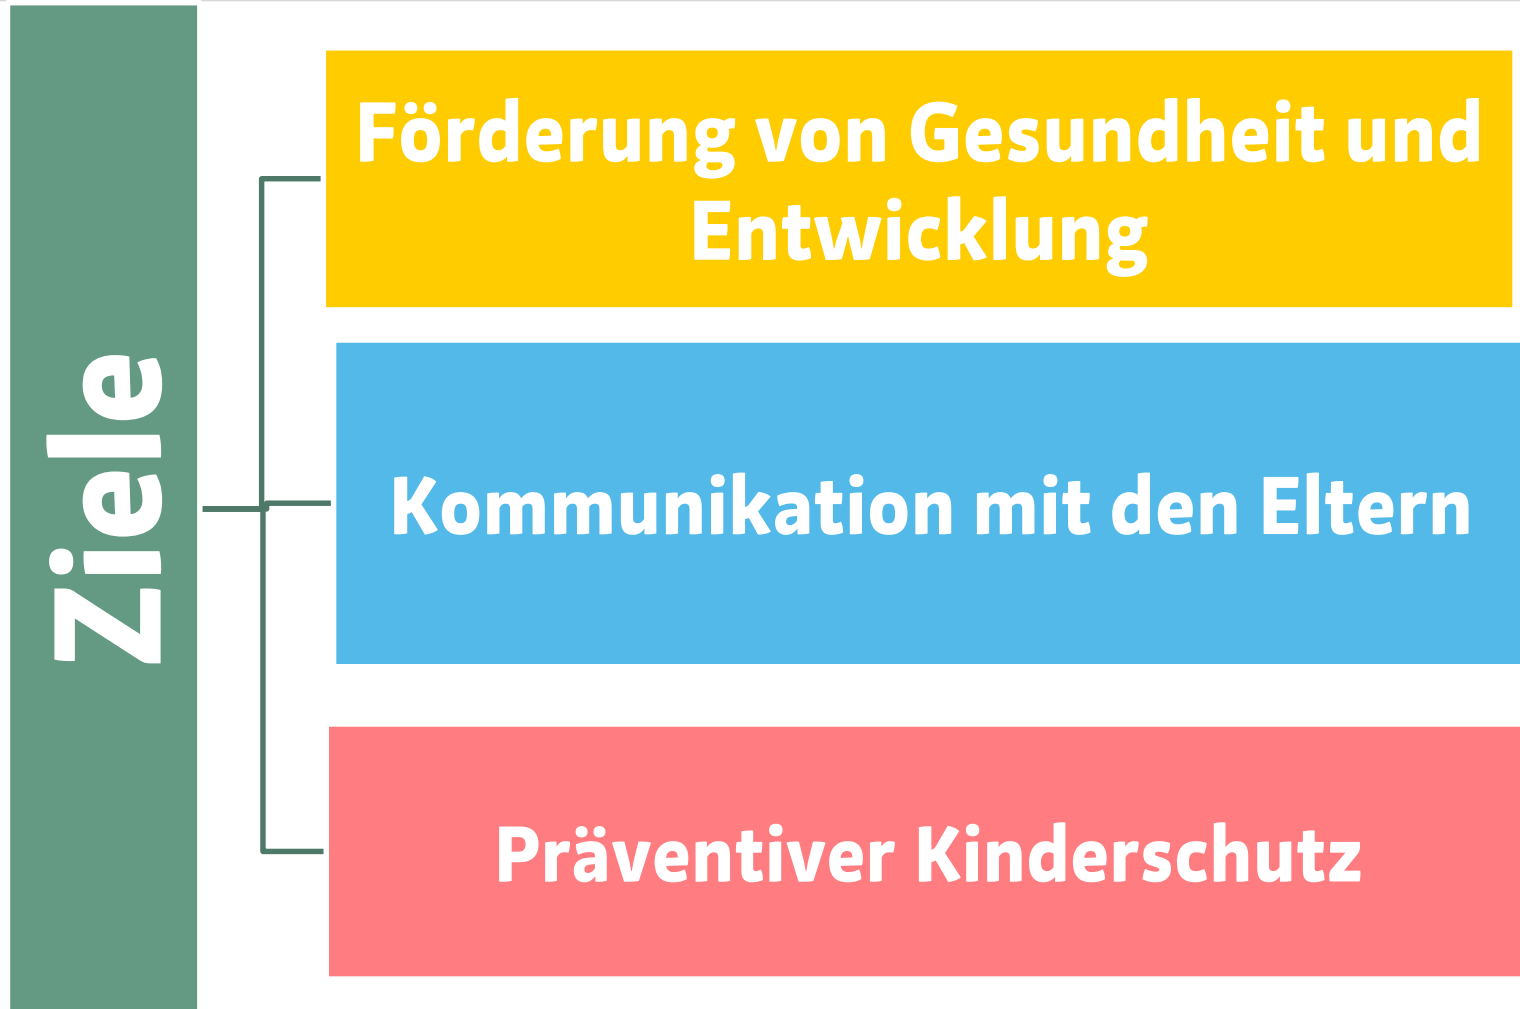 Ziele
Förderung von Gesundheit und
Entwicklung
Kommunikation mit den Eltern
Präventiver Kinderschutz